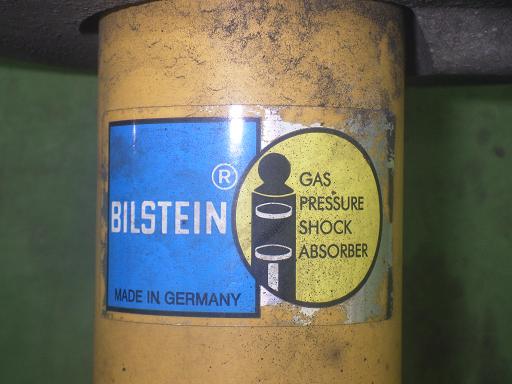 ®
BILSTEIN
MADE IN GERMANY
GAS
PRESSURE
SHOCK
ABSORBER